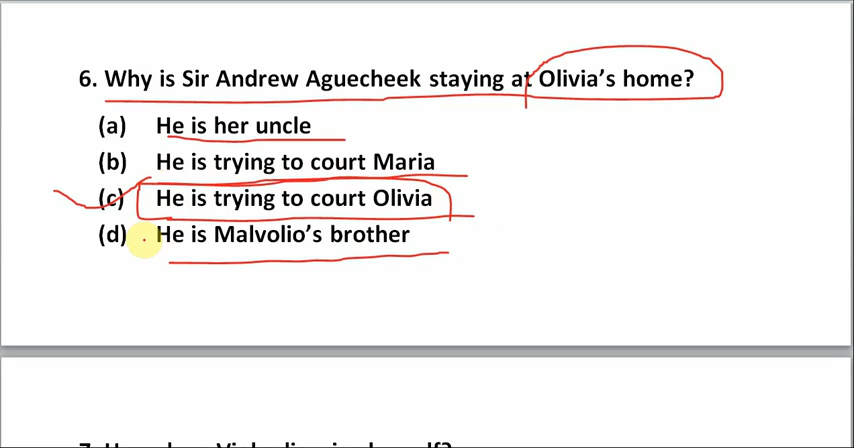 6. Why is Sir Andrew Aguecheek staying at Olivia's home?
(a) He is her uncle
(b) He is trying to court Maria
(c) He is trying to court Olivia
(d) He is Malvolio's brother